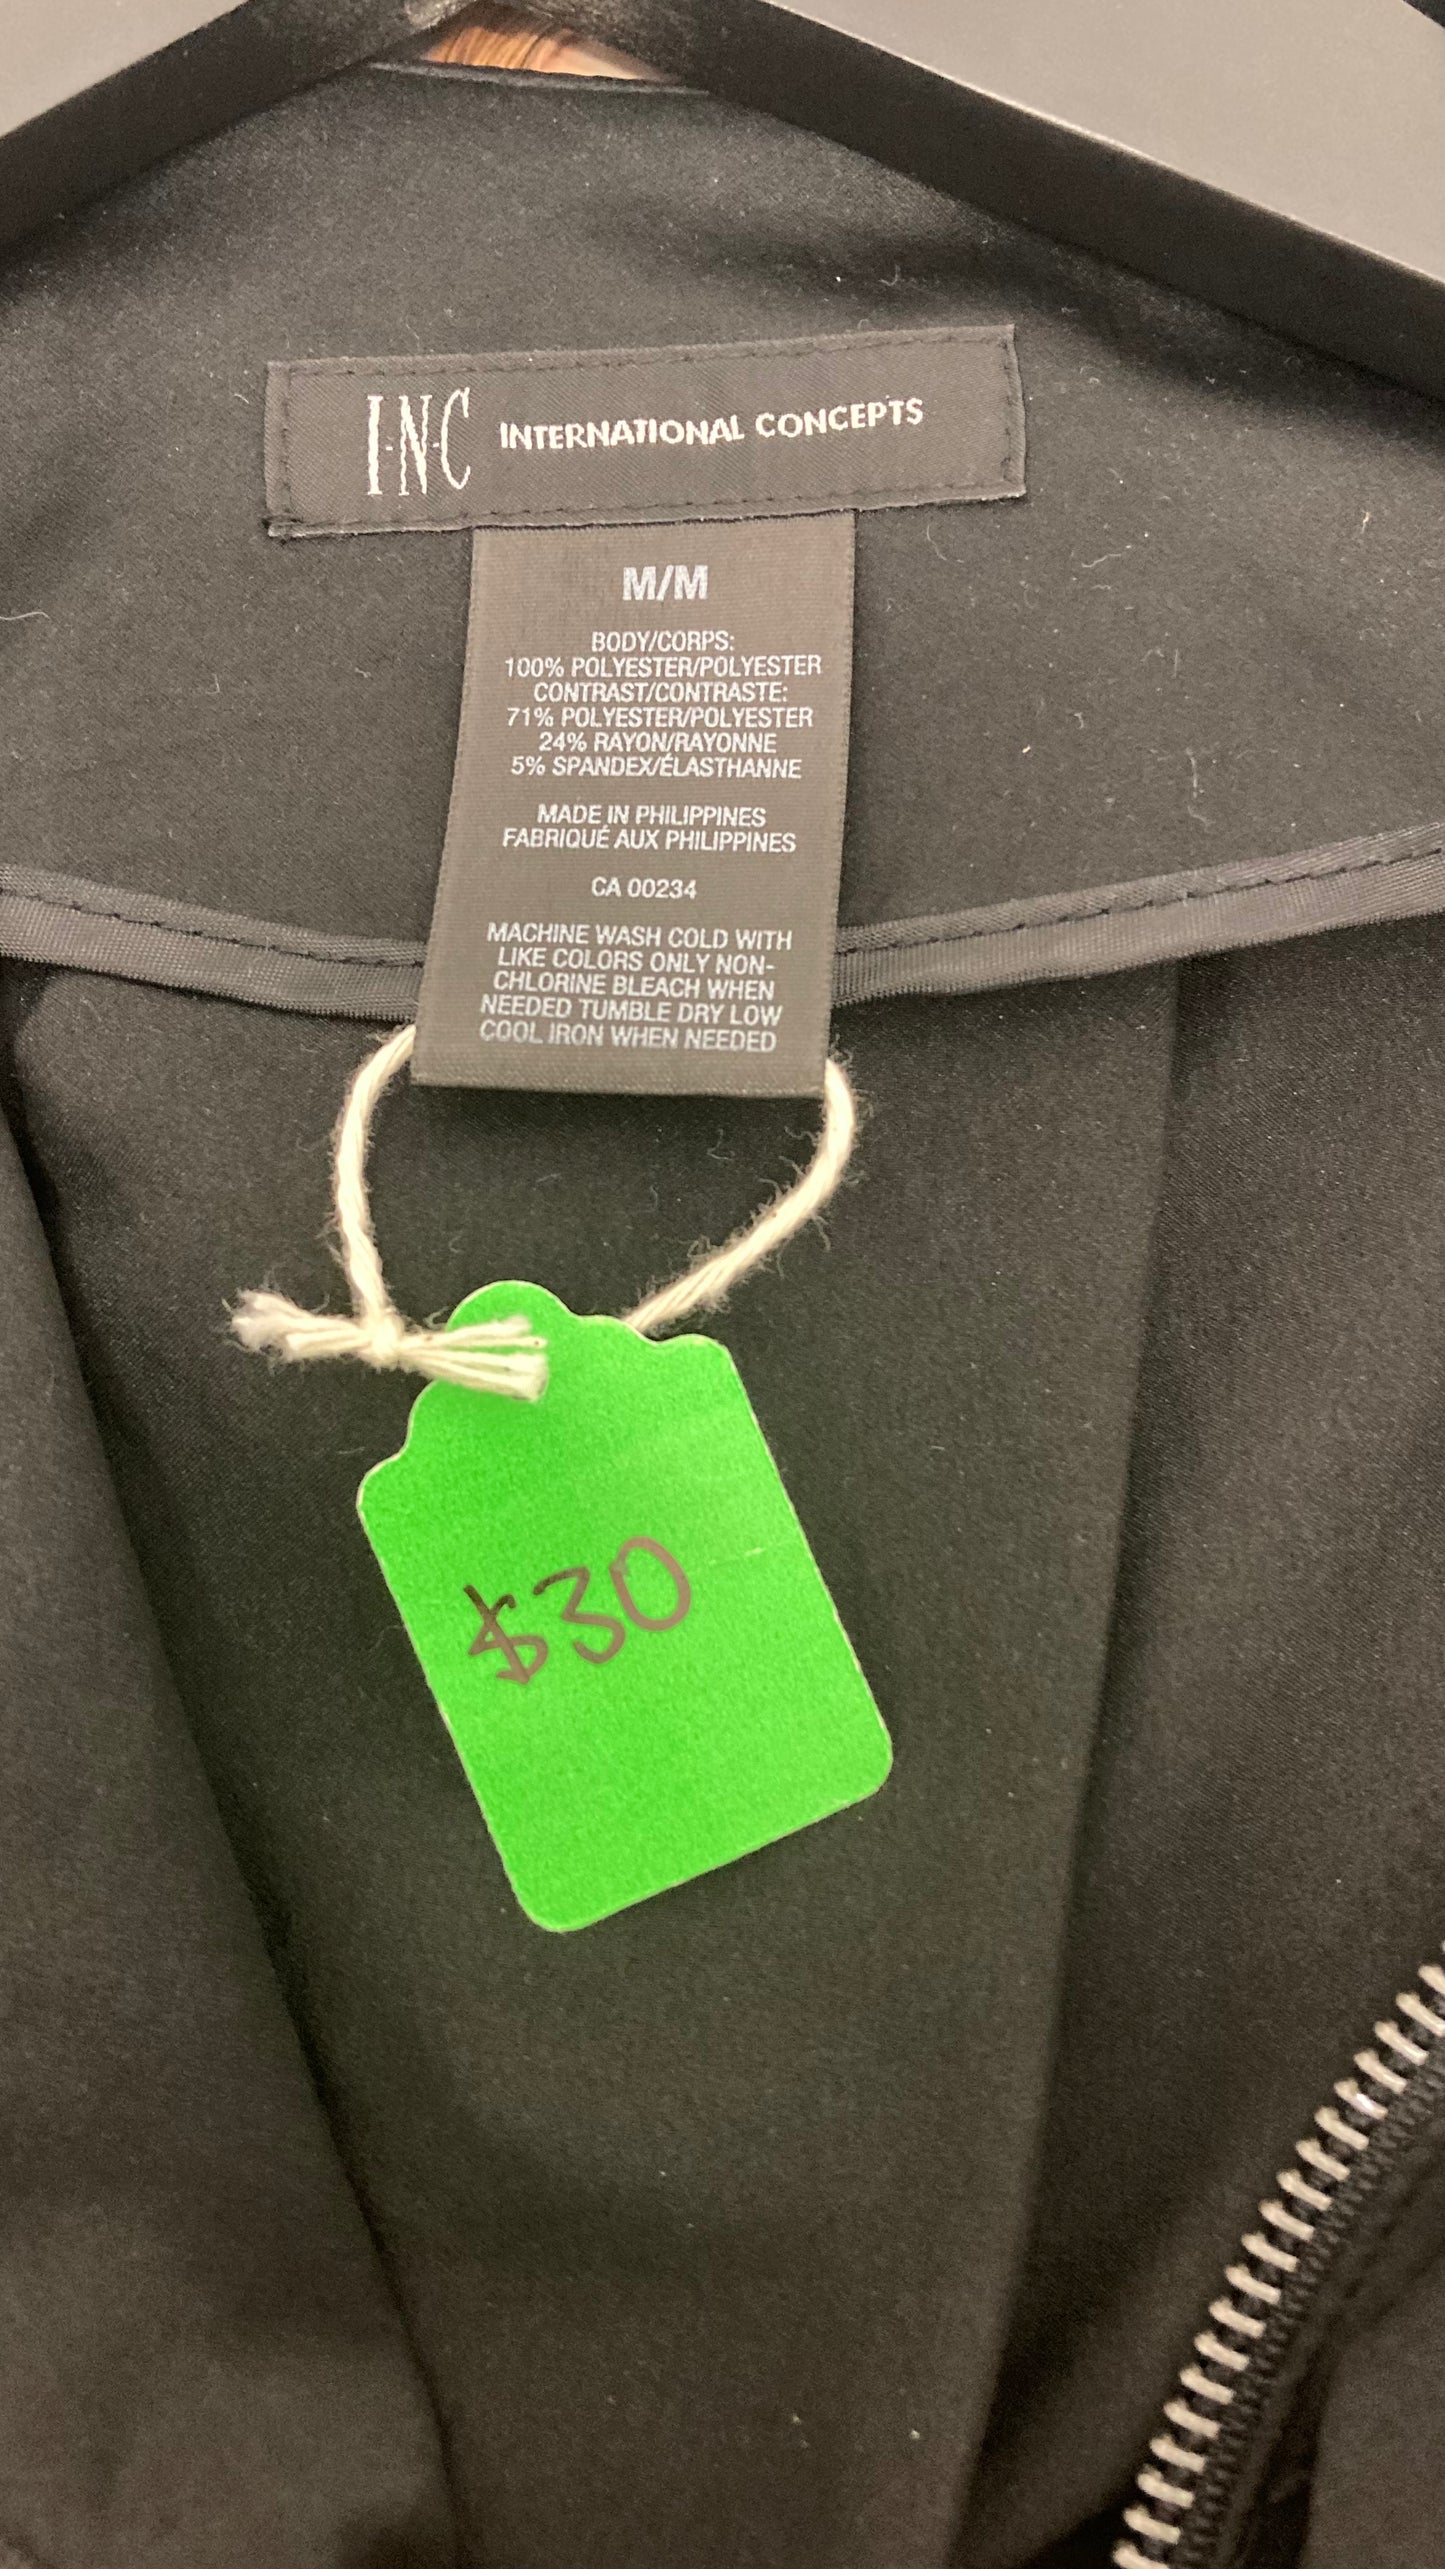 I·N·C INTERNATIONAL CONCEPTS
M/M
BODY/CORPS:
100% POLYESTER/POLYESTER
CONTRAST/CONTRASTE:
71% POLYESTER/POLYESTER
24% RAYON/RAYONNE
5% SPANDEX/ÉLASTHANNE
MADE IN PHILIPPINES
FABRIQUÉ AUX PHILIPPINES
CA 00234
MACHINE WASH COLD WITH
LIKE COLORS ONLY NON-
CHLORINE BLEACH WHEN
NEEDED TUMBLE DRY LOW
COOL IRON WHEN NEEDED
$30